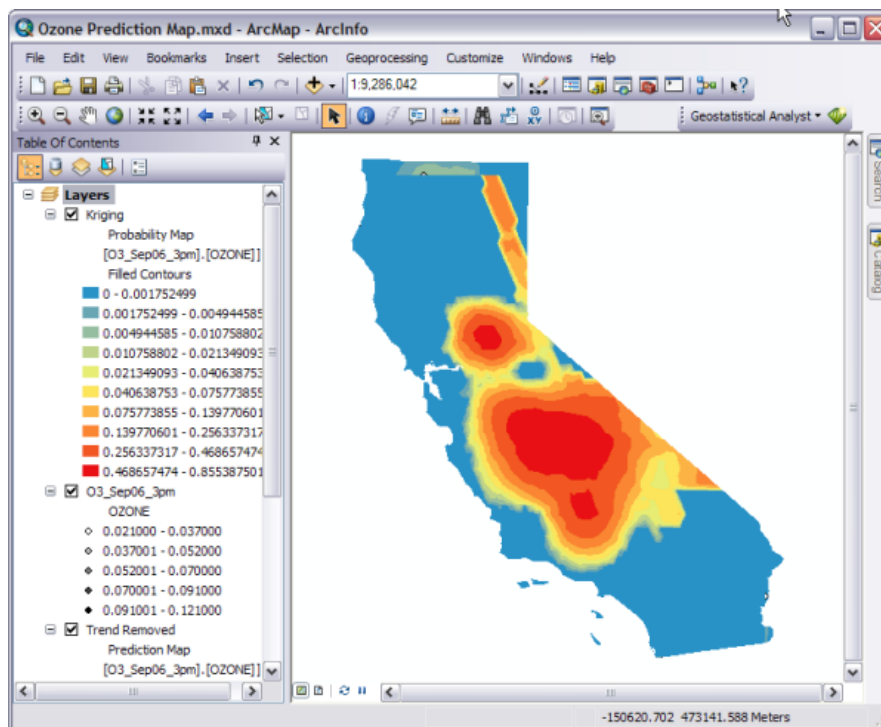 Ozone Prediction Map.mxd - ArcMap - ArcInfo
File Edit View Bookmarks Insert Selection Geoprocessing Customize Windows Help
1:9,286,042
Geostatistical Analyst
Table Of Contents
Layers
Kriging
Probability Map
[O3_Sep06_3pm].[OZONE]]
Filled Contours
0 - 0.001752499
0.001752499 - 0.004944585
0.004944585 - 0.010758802
0.010758802 - 0.021349093
0.021349093 - 0.040638753
0.040638753 - 0.075773855
0.075773855 - 0.139770601
0.139770601 - 0.256337317
0.256337317 - 0.468657474
0.468657474 - 0.855387501
O3_Sep06_3pm
OZONE
0.021000 - 0.037000
0.037001 - 0.052000
0.052001 - 0.070000
0.070001 - 0.091000
0.091001 - 0.121000
Trend Removed
Prediction Map
[O3_Sep06_3pm].[OZONE]]
Search
Catalog
-150620.702 473141.588 Meters